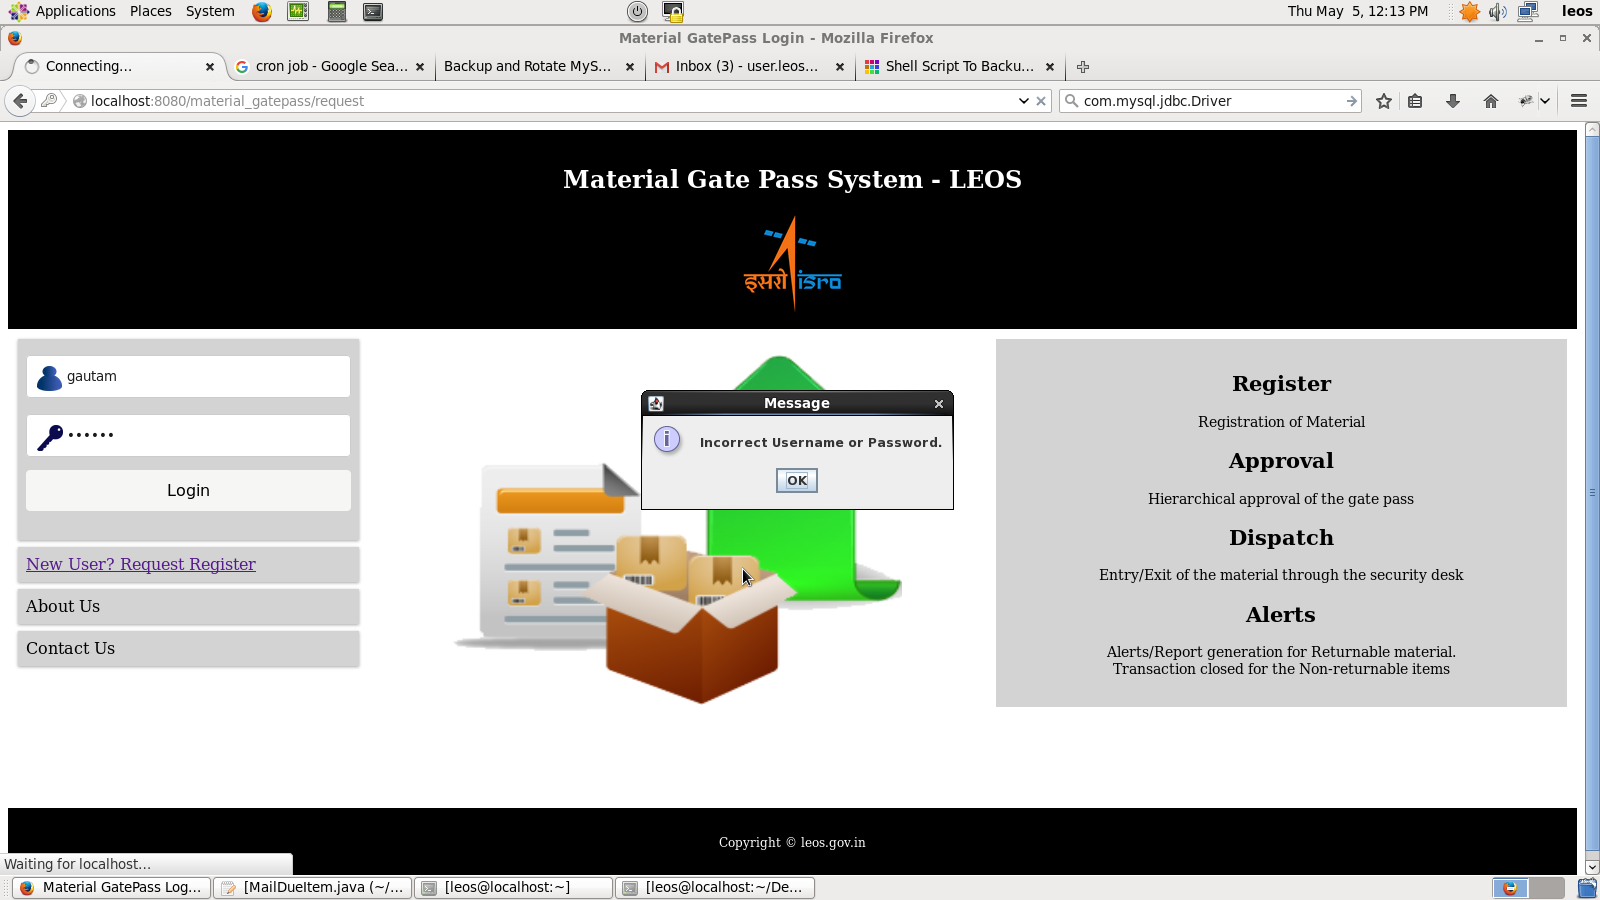 Applications Places System Thu May 5, 12:13 PM leos
Material GatePass Login - Mozilla Firefox
Connecting... cron job - Google Sea... Backup and Rotate MyS... Inbox (3) - user.leos... Shell Script To Backu...
localhost:8080/material_gatepass/request com.mysql.jdbc.Driver
Material Gate Pass System - LEOS
इसरो isro
gautam
Login
New User? Request Register
About Us
Contact Us
Message
Incorrect Username or Password.
OK
Register
Registration of Material
Approval
Hierarchical approval of the gate pass
Dispatch
Entry/Exit of the material through the security desk
Alerts
Alerts/Report generation for Returnable material.
Transaction closed for the Non-returnable items
Copyright © leos.gov.in
Waiting for localhost...
Material GatePass Log... [MailDueItem.java (~/... [leos@localhost:~] [leos@localhost:~/De...